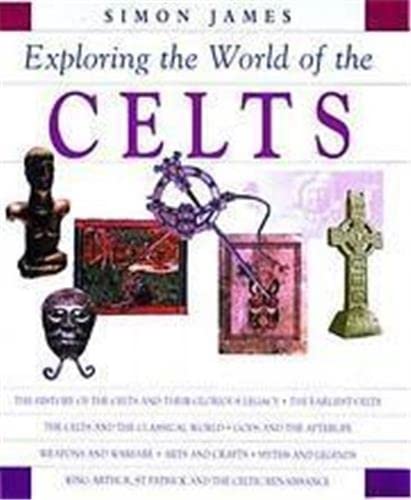 SIMON JAMES
Exploring the World of the
CELTS
THE HISTORY OF THE CELTS AND THEIR GLORIOUS LEGACY • THE EARLIEST CELTS
THE CELTS AND THE CLASSICAL WORLD • GODS AND THE AFTERLIFE
WEAPONS AND WARFARE • ARTS AND CRAFTS • MYTHS AND LEGENDS
KING ARTHUR, ST PATRICK AND THE CELTIC RENAISSANCE